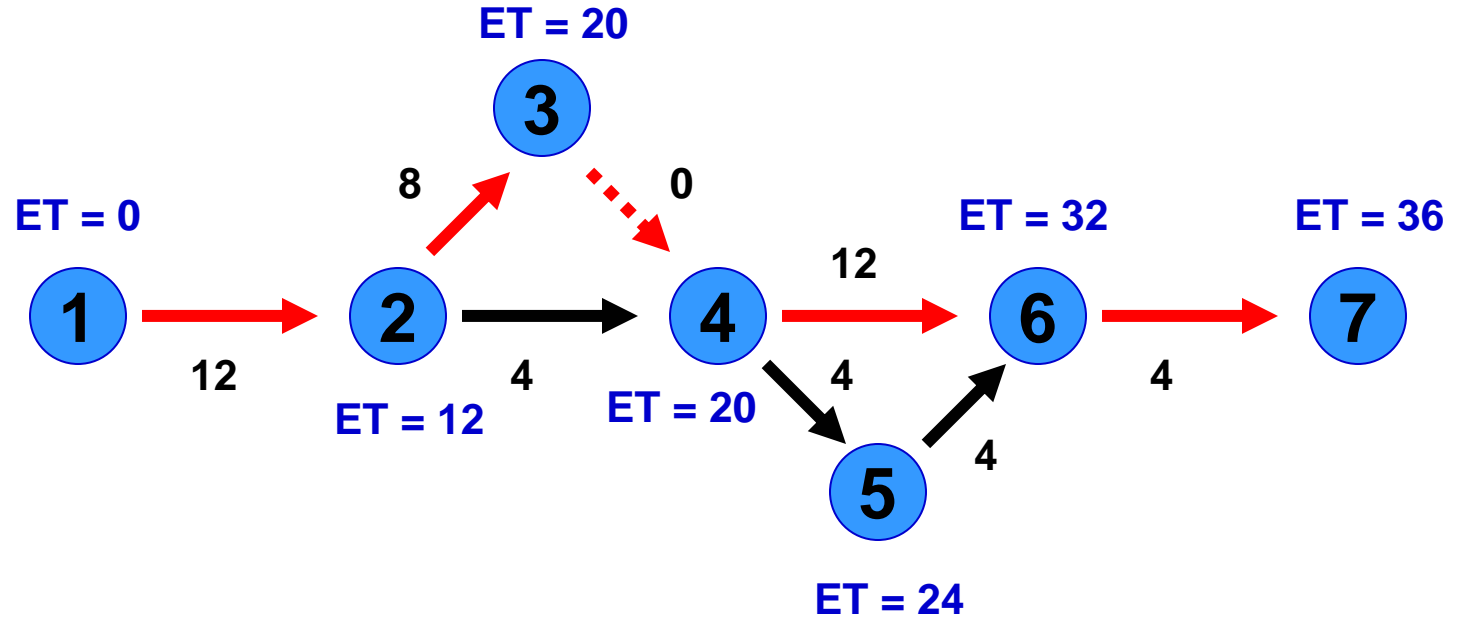 ET = 20
3
8
0
ET = 0
ET = 32
ET = 36
12
1
2
4
6
7
12
4
4
4
ET = 12
ET = 20
4
5
ET = 24